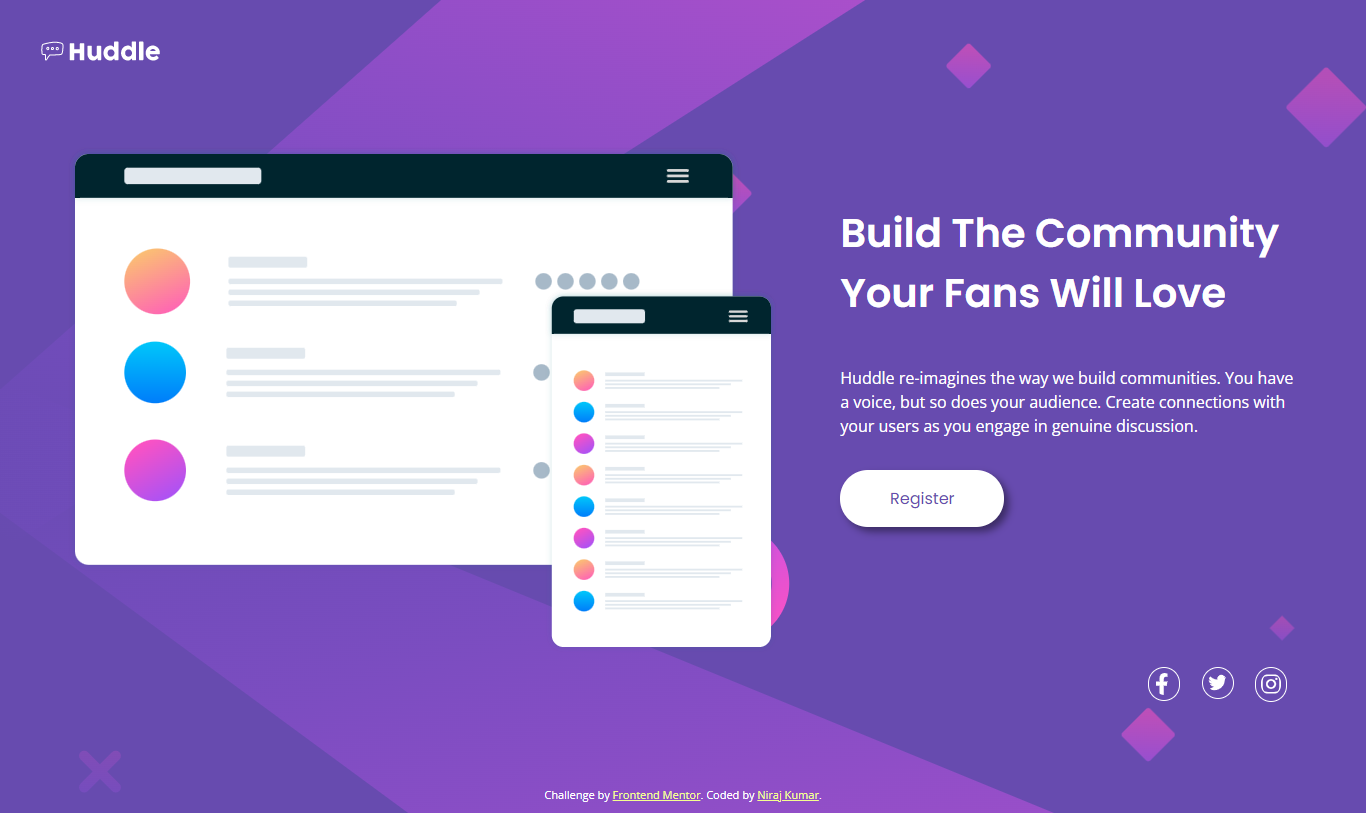 Huddle
Build The Community
Your Fans Will Love
Huddle re-imagines the way we build communities. You have
a voice, but so does your audience. Create connections with
your users as you engage in genuine discussion.
Register
Challenge by Frontend Mentor. Coded by Niraj Kumar.